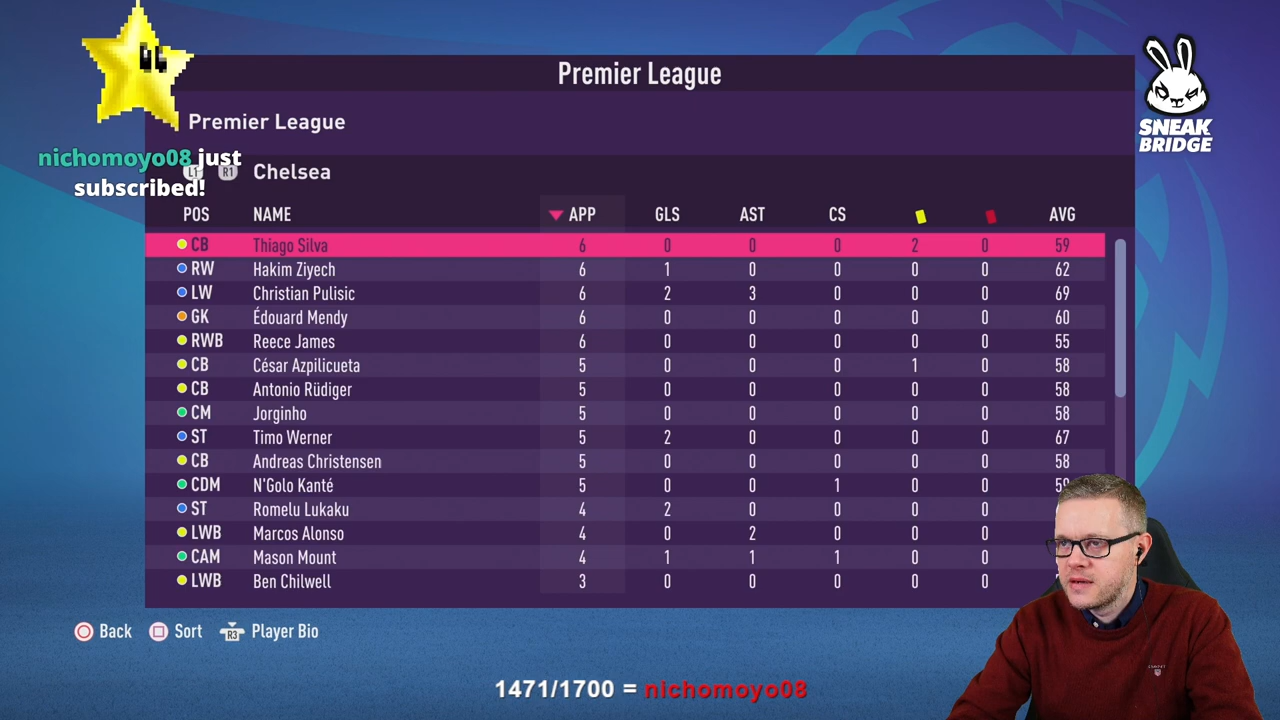 Premier League
Premier League
nichomoyo08 just
subscribed!
L1 R1 Chelsea
SNEAK
BRIDGE
POS NAME APP GLS AST CS AVG
CB Thiago Silva 6 0 0 0 2 0 59
RW Hakim Ziyech 6 1 0 0 0 0 62
LW Christian Pulisic 6 2 3 0 0 0 69
GK Édouard Mendy 6 0 0 0 0 0 60
RWB Reece James 6 0 0 0 0 0 55
CB César Azpilicueta 5 0 0 0 1 0 58
CB Antonio Rüdiger 5 0 0 0 0 0 58
CM Jorginho 5 0 0 0 0 0 58
ST Timo Werner 5 2 0 0 0 0 67
CB Andreas Christensen 5 0 0 0 0 0 58
CDM N'Golo Kanté 5 0 0 1 0 0
ST Romelu Lukaku 4 2 0 0 0 0
LWB Marcos Alonso 4 0 2 0 0 0
CAM Mason Mount 4 1 1 1 0 0
LWB Ben Chilwell 3 0 0 0 0 0
Back Sort R3 Player Bio
1471/1700 = nichomoyo08